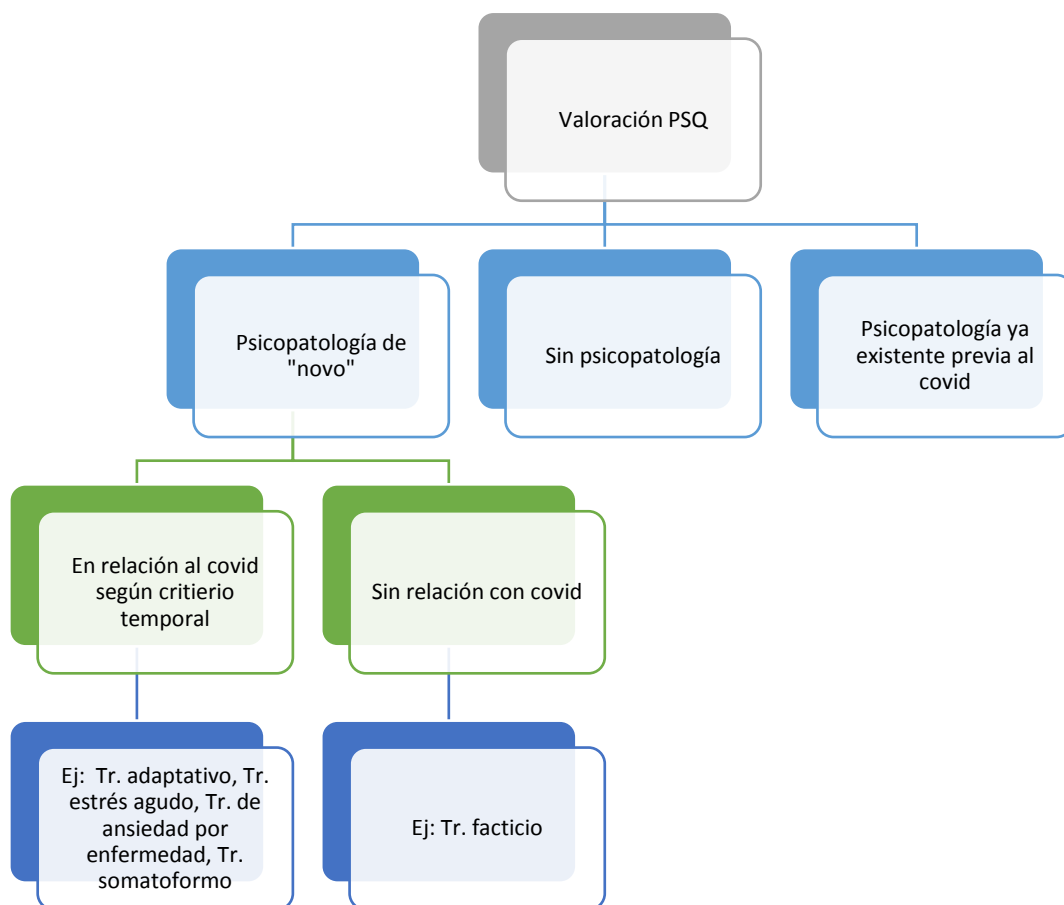 Valoración PSQ
Psicopatología de
"novo"
Sin psicopatología
Psicopatología ya
existente previa al
covid
En relación al covid
según critierio
temporal
Sin relación con covid
Ej:  Tr. adaptativo, Tr.
estrés agudo, Tr. de
ansiedad por
enfermedad, Tr.
somatoformo
Ej: Tr. facticio